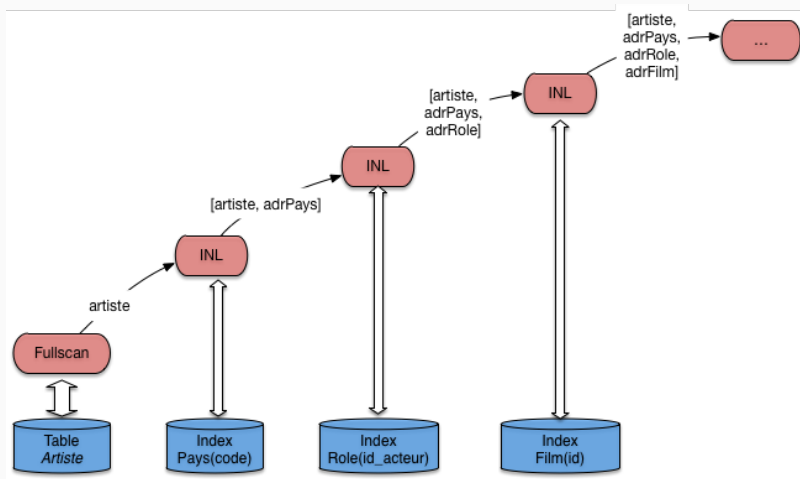 [artiste,
adrPays,
adrRole,
adrFilm]
...
INL
[artiste,
adrPays,
adrRole]
INL
[artiste, adrPays]
INL
artiste
Fullscan
Table
Artiste
Index
Pays(code)
Index
Role(id_acteur)
Index
Film(id)